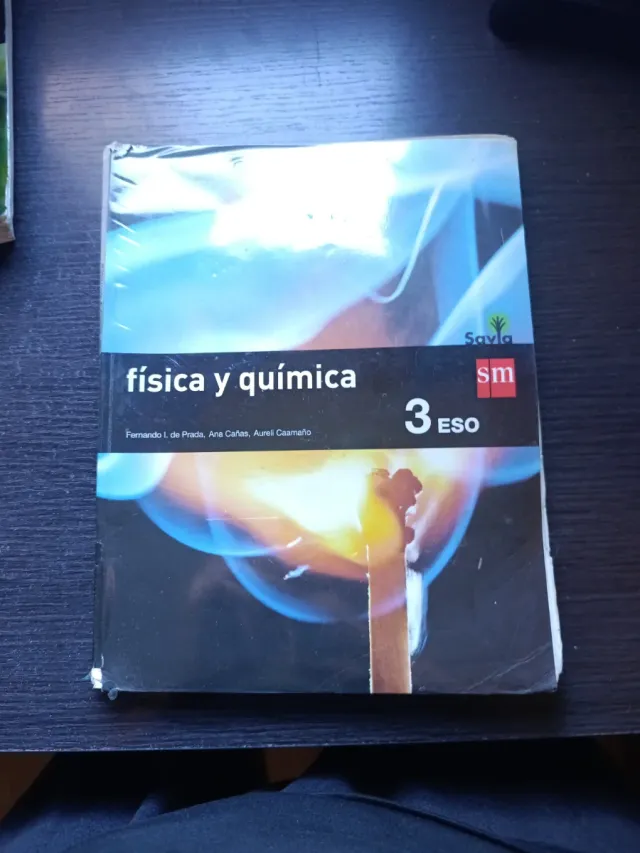 Savia
sm
física y química
3 ESO
Fernando I. de Prada, Ana Cañas, Aureli Caamaño